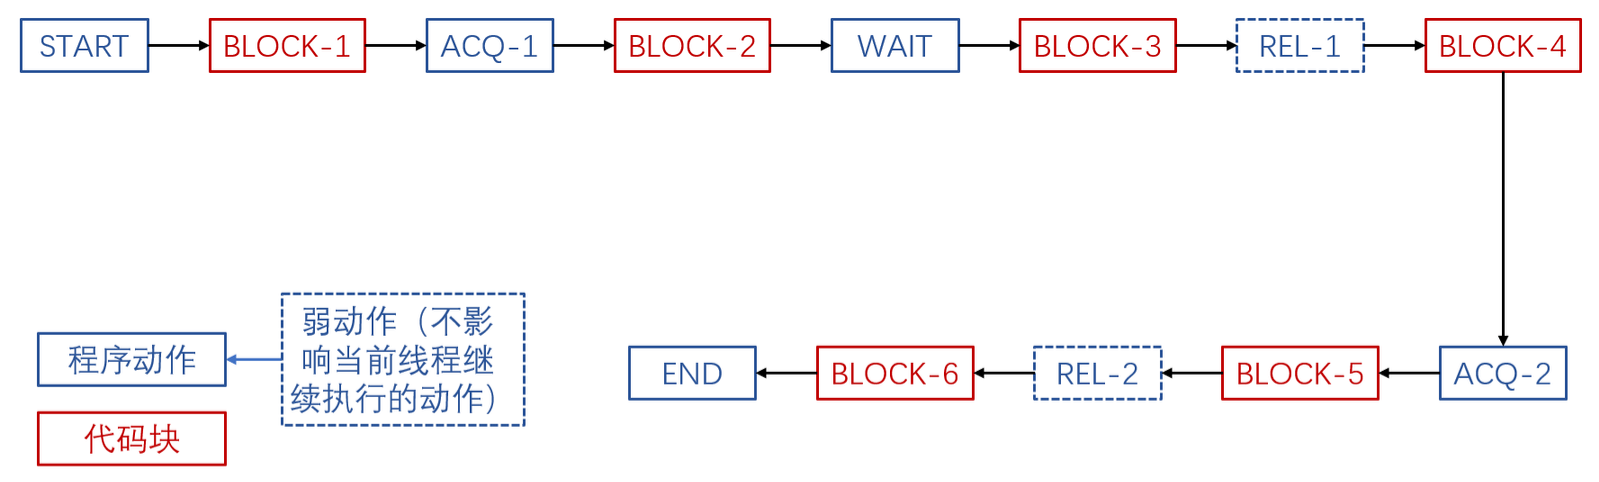 START
BLOCK-1
ACQ-1
BLOCK-2
WAIT
BLOCK-3
REL-1
BLOCK-4
END
BLOCK-6
REL-2
BLOCK-5
ACQ-2
程序动作
弱动作（不影
响当前线程继
续执行的动作）
代码块